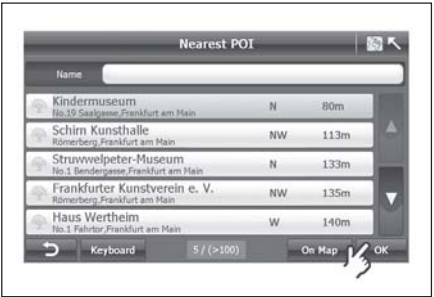 Nearest POI
Name
Kindermuseum N 80m
No.19 Saalgasse,Frankfurt am Main
Schirn Kunsthalle NW 113m
Römerberg,Frankfurt am Main
Struwwelpeter-Museum N 133m
No.1 Bendergasse,Frankfurt am Main
Frankfurter Kunstverein e. V. NW 135m
Römerberg,Frankfurt am Main
Haus Wertheim W 140m
No.1 Fahrtor,Frankfurt am Main
Keyboard 5 / (>100) On Map OK